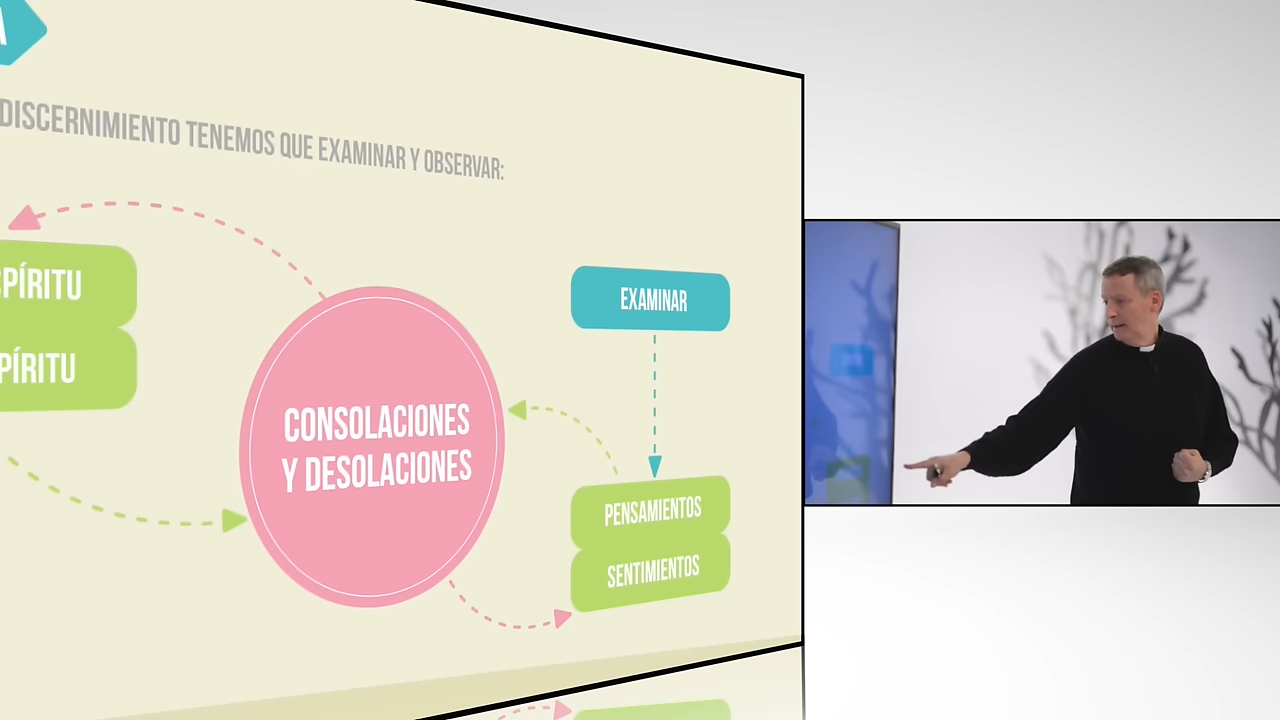 DISCERNIMIENTO TENEMOS QUE EXAMINAR Y OBSERVAR:
PÍRITU
PÍRITU
CONSOLACIONES
Y DESOLACIONES
EXAMINAR
PENSAMIENTOS
SENTIMIENTOS